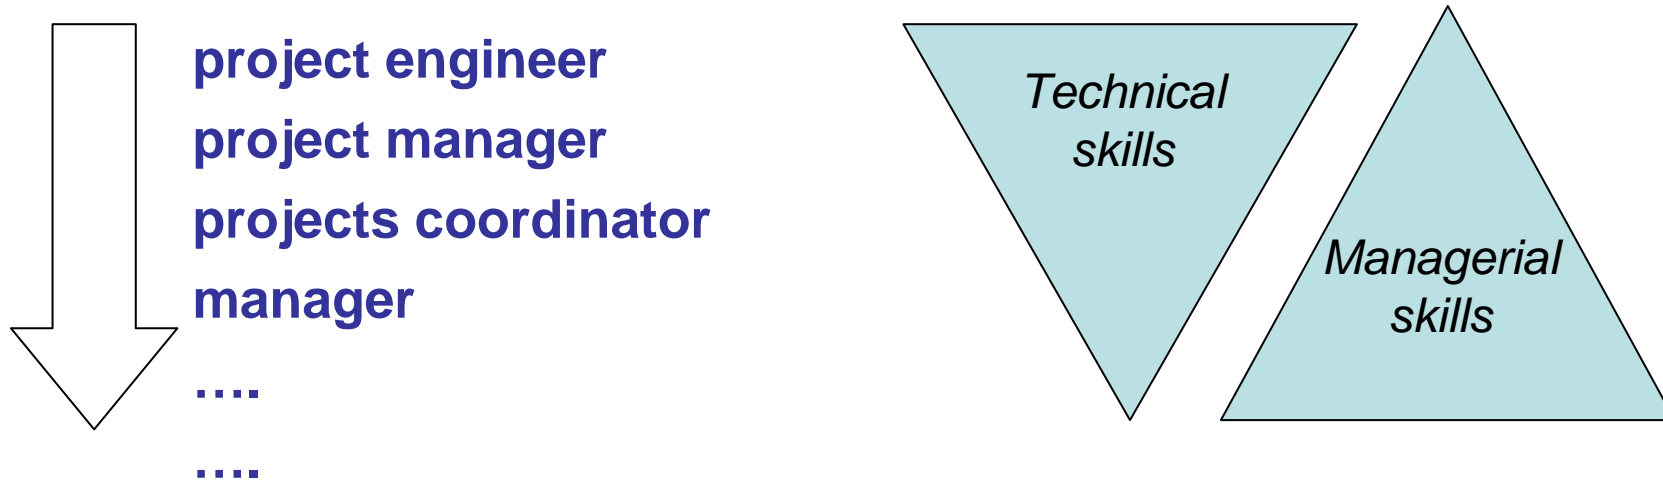 project engineer
project manager
projects coordinator
manager
….
….
Technical
skills
Managerial
skills